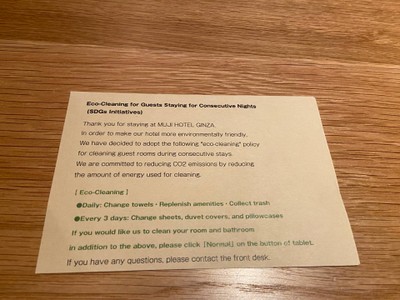 Eco-Cleaning for Guests Staying for Consecutive Nights
(SDGs Initiatives)
Thank you for staying at MUJI HOTEL GINZA.
In order to make our hotel more environmentally friendly,
We have decided to adopt the following "eco-cleaning" policy
for cleaning guest rooms during consecutive stays.
We are committed to reducing CO2 emissions by reducing
the amount of energy used for cleaning.
[ Eco-Cleaning ]
●Daily: Change towels・Replenish amenities・Collect trash
●Every 3 days: Change sheets, duvet covers, and pillowcases
If you would like us to clean your room and bathroom
in addition to the above, please click [Normal] on the button of tablet.
If you have any questions, please contact the front desk.